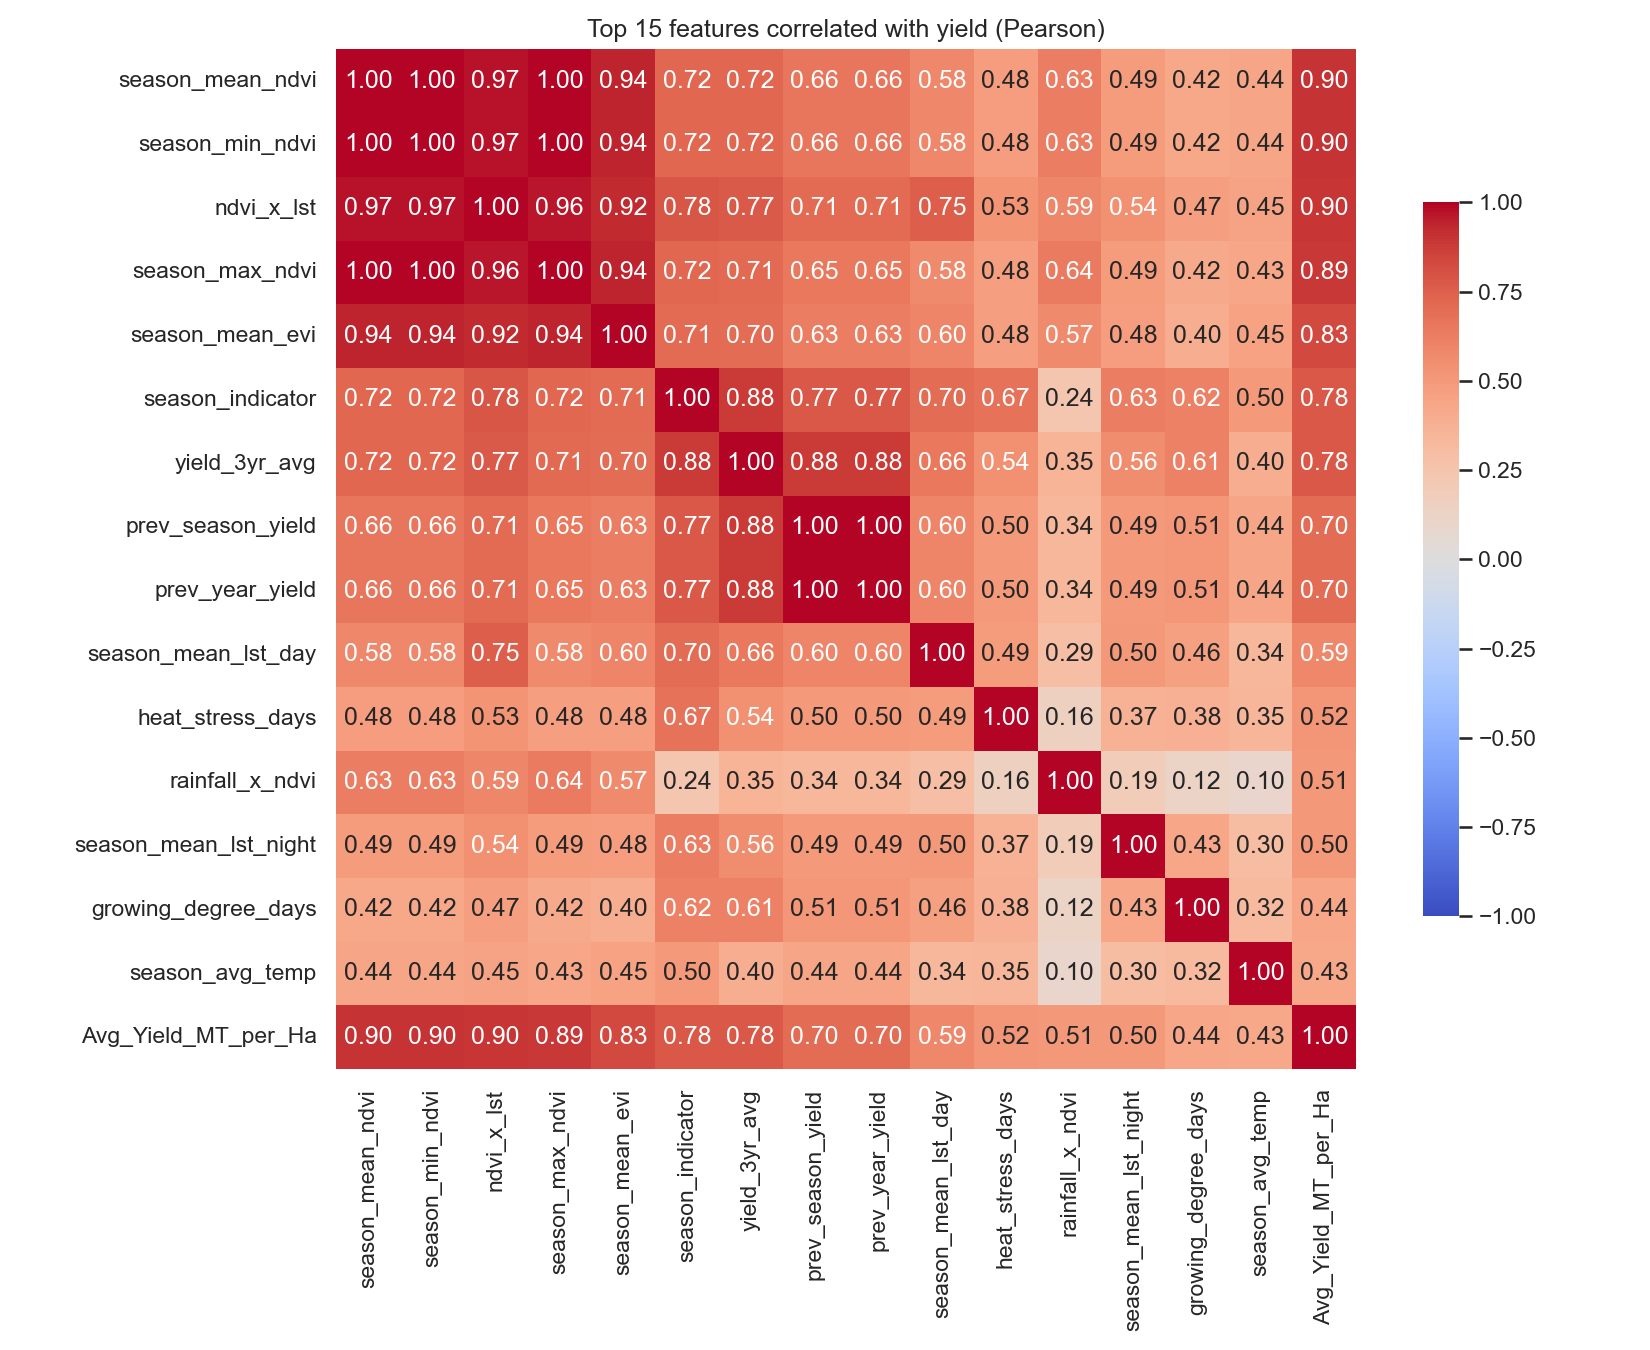 Top 15 features correlated with yield (Pearson)
season_mean_ndvi 1.00 1.00 0.97 1.00 0.94 0.72 0.72 0.66 0.66 0.58 0.48 0.63 0.49 0.42 0.44 0.90
season_min_ndvi 1.00 1.00 0.97 1.00 0.94 0.72 0.72 0.66 0.66 0.58 0.48 0.63 0.49 0.42 0.44 0.90
ndvi_x_lst 0.97 0.97 1.00 0.96 0.92 0.78 0.77 0.71 0.71 0.75 0.53 0.59 0.54 0.47 0.45 0.90
season_max_ndvi 1.00 1.00 0.96 1.00 0.94 0.72 0.71 0.65 0.65 0.58 0.48 0.64 0.49 0.42 0.43 0.89
season_mean_evi 0.94 0.94 0.92 0.94 1.00 0.71 0.70 0.63 0.63 0.60 0.48 0.57 0.48 0.40 0.45 0.83
season_indicator 0.72 0.72 0.78 0.72 0.71 1.00 0.88 0.77 0.77 0.70 0.67 0.24 0.63 0.62 0.50 0.78
yield_3yr_avg 0.72 0.72 0.77 0.71 0.70 0.88 1.00 0.88 0.88 0.66 0.54 0.35 0.56 0.61 0.40 0.78
prev_season_yield 0.66 0.66 0.71 0.65 0.63 0.77 0.88 1.00 1.00 0.60 0.50 0.34 0.49 0.51 0.44 0.70
prev_year_yield 0.66 0.66 0.71 0.65 0.63 0.77 0.88 1.00 1.00 0.60 0.50 0.34 0.49 0.51 0.44 0.70
season_mean_lst_day 0.58 0.58 0.75 0.58 0.60 0.70 0.66 0.60 0.60 1.00 0.49 0.29 0.50 0.46 0.34 0.59
heat_stress_days 0.48 0.48 0.53 0.48 0.48 0.67 0.54 0.50 0.50 0.49 1.00 0.16 0.37 0.38 0.35 0.52
rainfall_x_ndvi 0.63 0.63 0.59 0.64 0.57 0.24 0.35 0.34 0.34 0.29 0.16 1.00 0.19 0.12 0.10 0.51
season_mean_lst_night 0.49 0.49 0.54 0.49 0.48 0.63 0.56 0.49 0.49 0.50 0.37 0.19 1.00 0.43 0.30 0.50
growing_degree_days 0.42 0.42 0.47 0.42 0.40 0.62 0.61 0.51 0.51 0.46 0.38 0.12 0.43 1.00 0.32 0.44
season_avg_temp 0.44 0.44 0.45 0.43 0.45 0.50 0.40 0.44 0.44 0.34 0.35 0.10 0.30 0.32 1.00 0.43
Avg_Yield_MT_per_Ha 0.90 0.90 0.90 0.89 0.83 0.78 0.78 0.70 0.70 0.59 0.52 0.51 0.50 0.44 0.43 1.00
season_mean_ndvi
season_min_ndvi
ndvi_x_lst
season_max_ndvi
season_mean_evi
season_indicator
yield_3yr_avg
prev_season_yield
prev_year_yield
season_mean_lst_day
heat_stress_days
rainfall_x_ndvi
season_mean_lst_night
growing_degree_days
season_avg_temp
Avg_Yield_MT_per_Ha
1.00
0.75
0.50
0.25
0.00
−0.25
−0.50
−0.75
−1.00